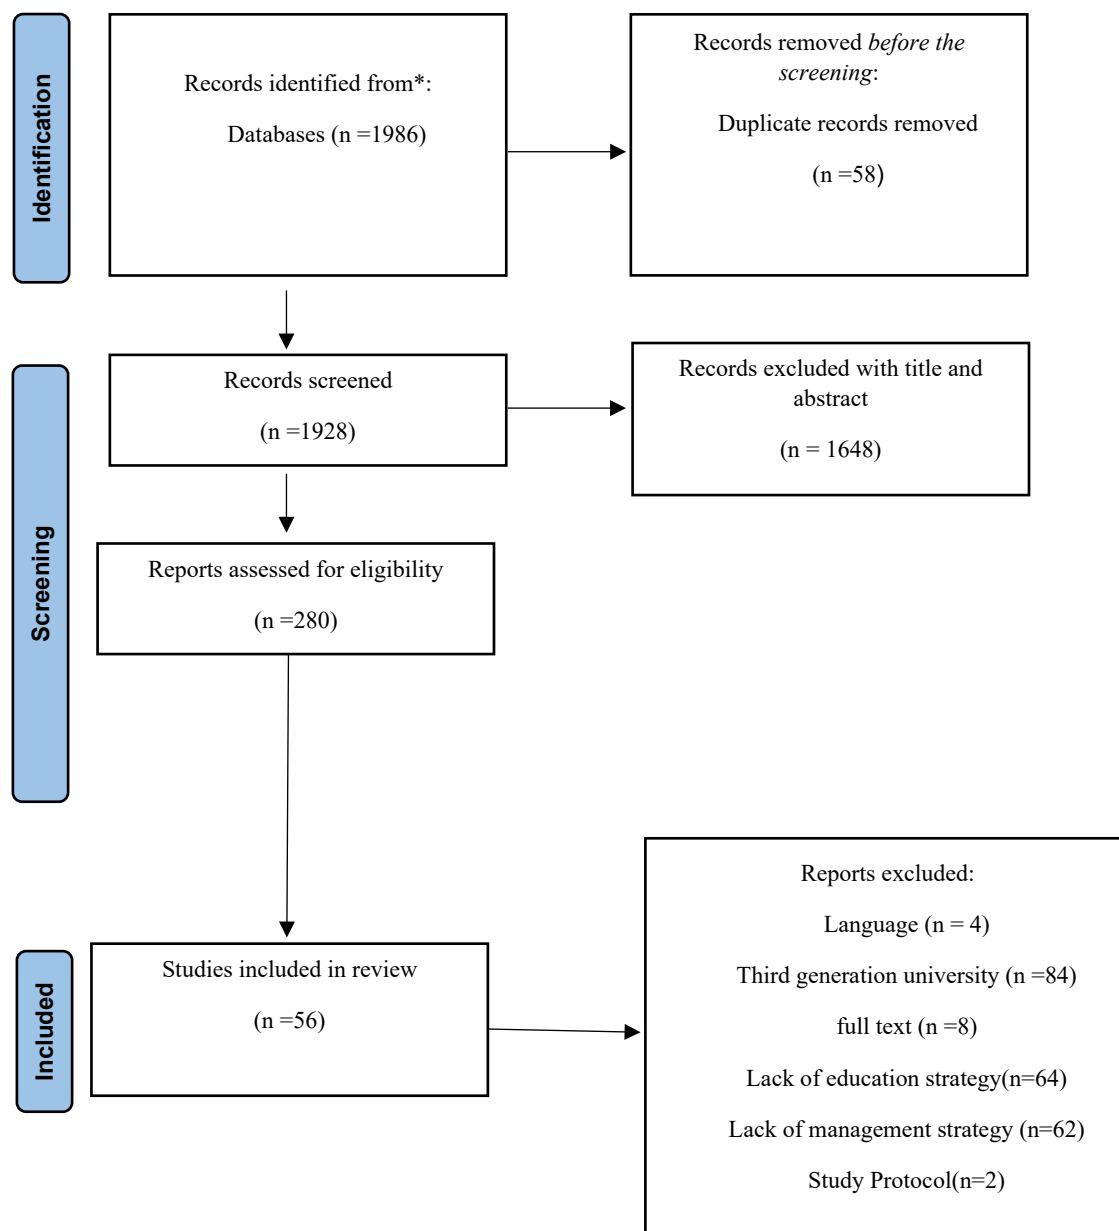 Identification
Records identified from*:
Databases (n =1986)
Records removed before the
screening:
Duplicate records removed
(n =58)
Screening
Records screened
(n =1928)
Records excluded with title and
abstract
(n = 1648)
Reports assessed for eligibility
(n =280)
Included
Studies included in review
(n =56)
Reports excluded:
Language (n = 4)
Third generation university (n =84)
full text (n =8)
Lack of education strategy(n=64)
Lack of management strategy (n=62)
Study Protocol(n=2)